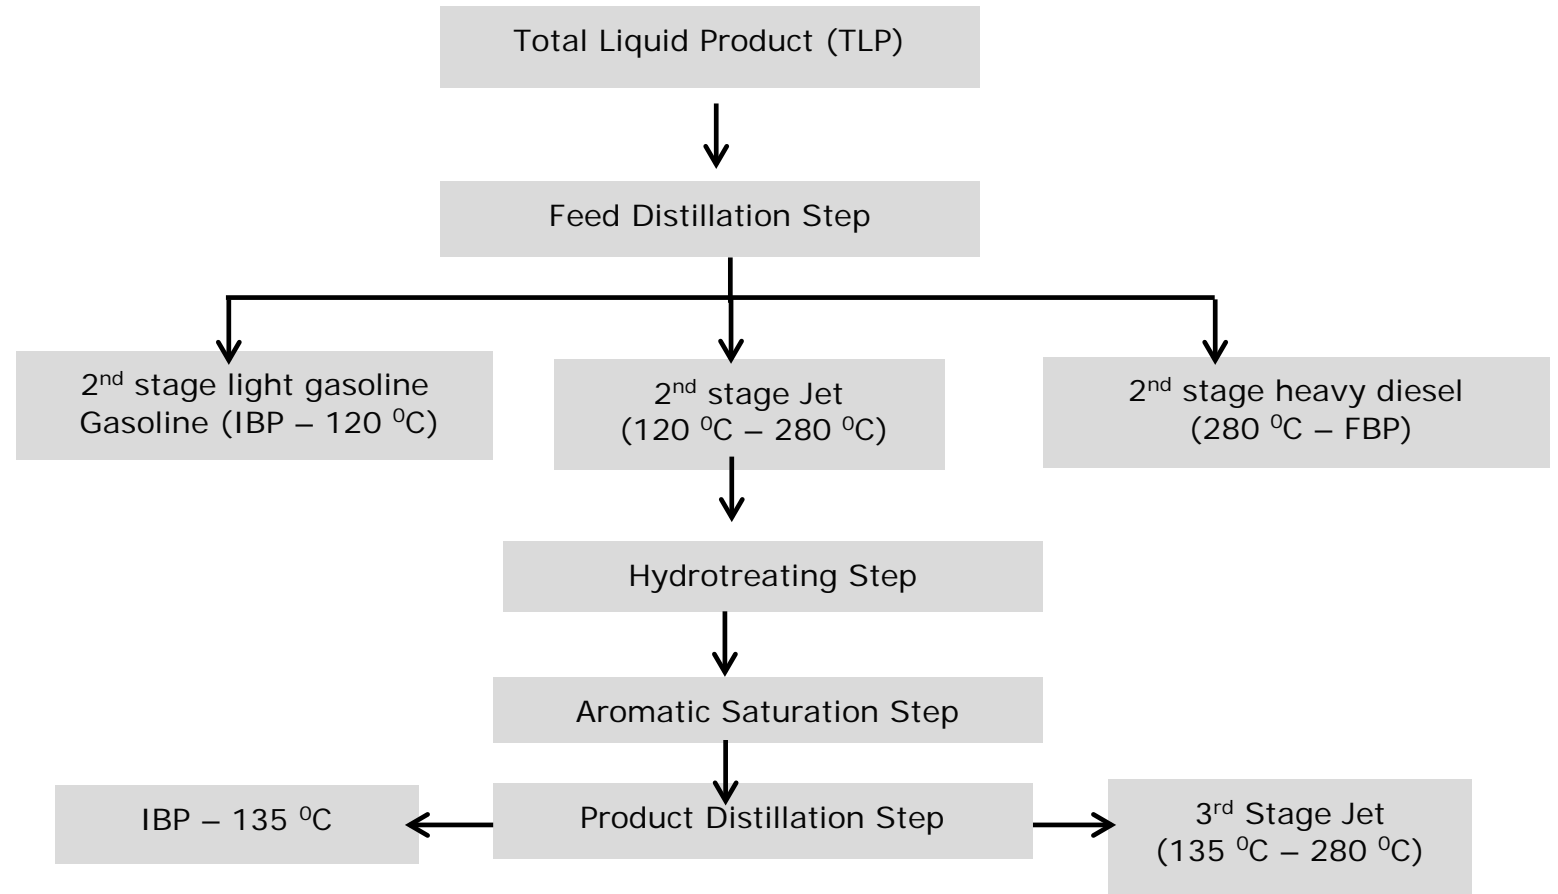 Total Liquid Product (TLP)
Feed Distillation Step
2nd stage light gasoline
Gasoline (IBP – 120 ⁰C)
2nd stage Jet
(120 ⁰C – 280 ⁰C)
2nd stage heavy diesel
(280 ⁰C – FBP)
Hydrotreating Step
Aromatic Saturation Step
IBP – 135 ⁰C
Product Distillation Step
3rd Stage Jet
(135 ⁰C – 280 ⁰C)